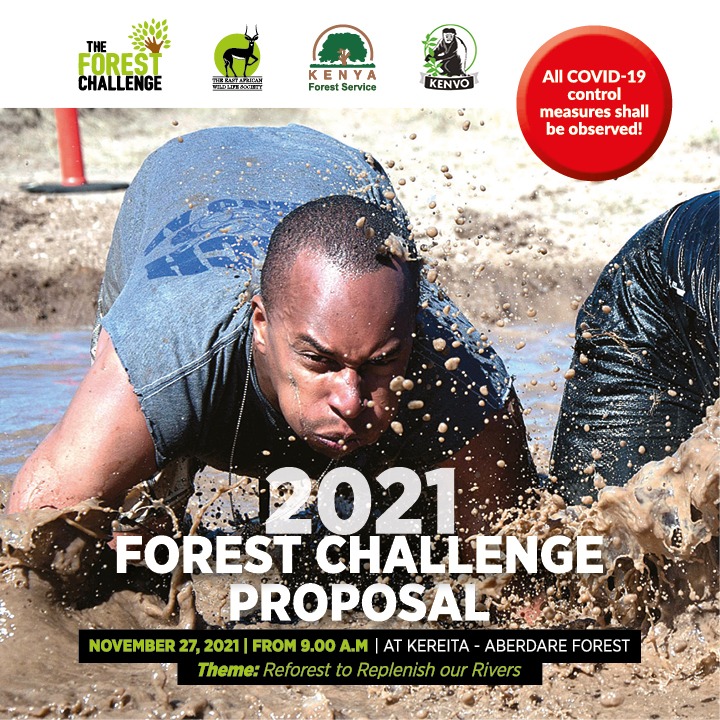 THE
FOREST
CHALLENGE
THE EAST AFRICAN
WILD LIFE SOCIETY
KENYA
Forest Service
KENVO
All COVID-19
control
measures shall
be observed!
2021
FOREST CHALLENGE
PROPOSAL
NOVEMBER 27, 2021 | FROM 9.00 A.M | AT KEREITA - ABERDARE FOREST
Theme: Reforest to Replenish our Rivers